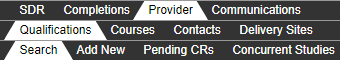 SDR Completions Provider Communications
Qualifications Courses Contacts Delivery Sites
Search Add New Pending CRs Concurrent Studies